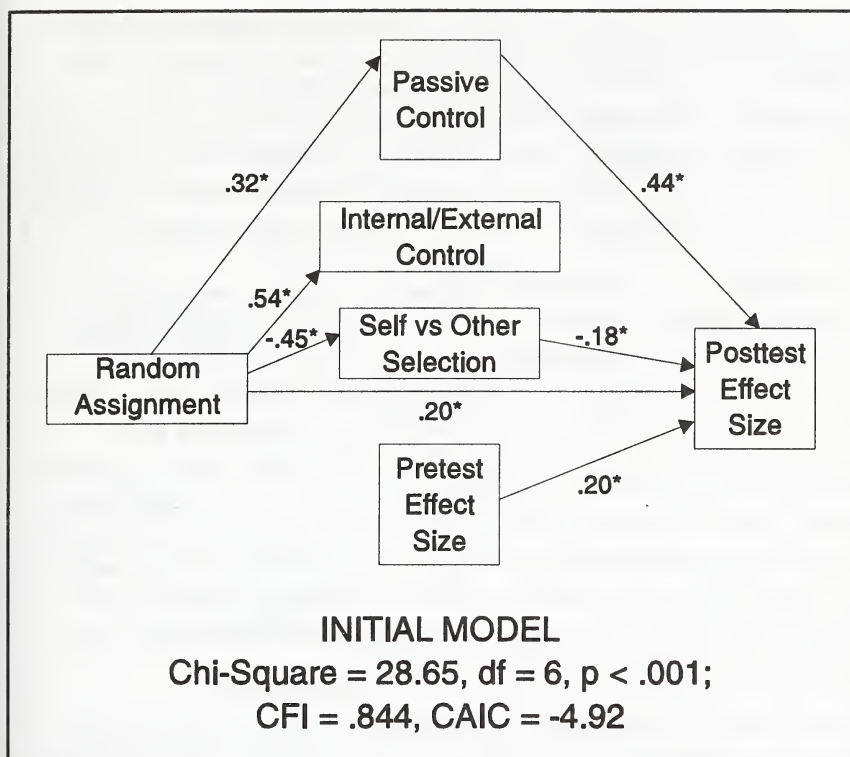 Passive
Control
.32*
.44*
Internal/External
Control
.54*
Self vs Other
Selection
-.45*
-.18*
Random
Assignment
Posttest
Effect
Size
.20*
Pretest
Effect
Size
.20*
INITIAL MODEL
Chi-Square = 28.65, df = 6, p < .001;
CFI = .844, CAIC = -4.92